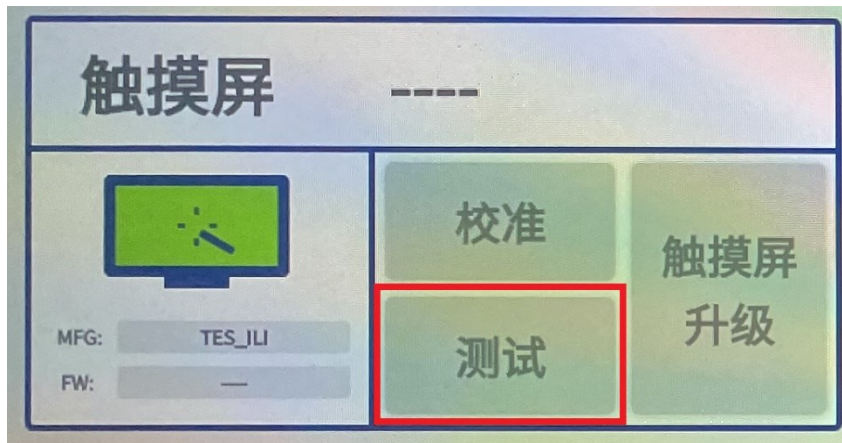 触摸屏 ----
校准
触摸屏
升级
MFG: TES_ILI
FW: —
测试